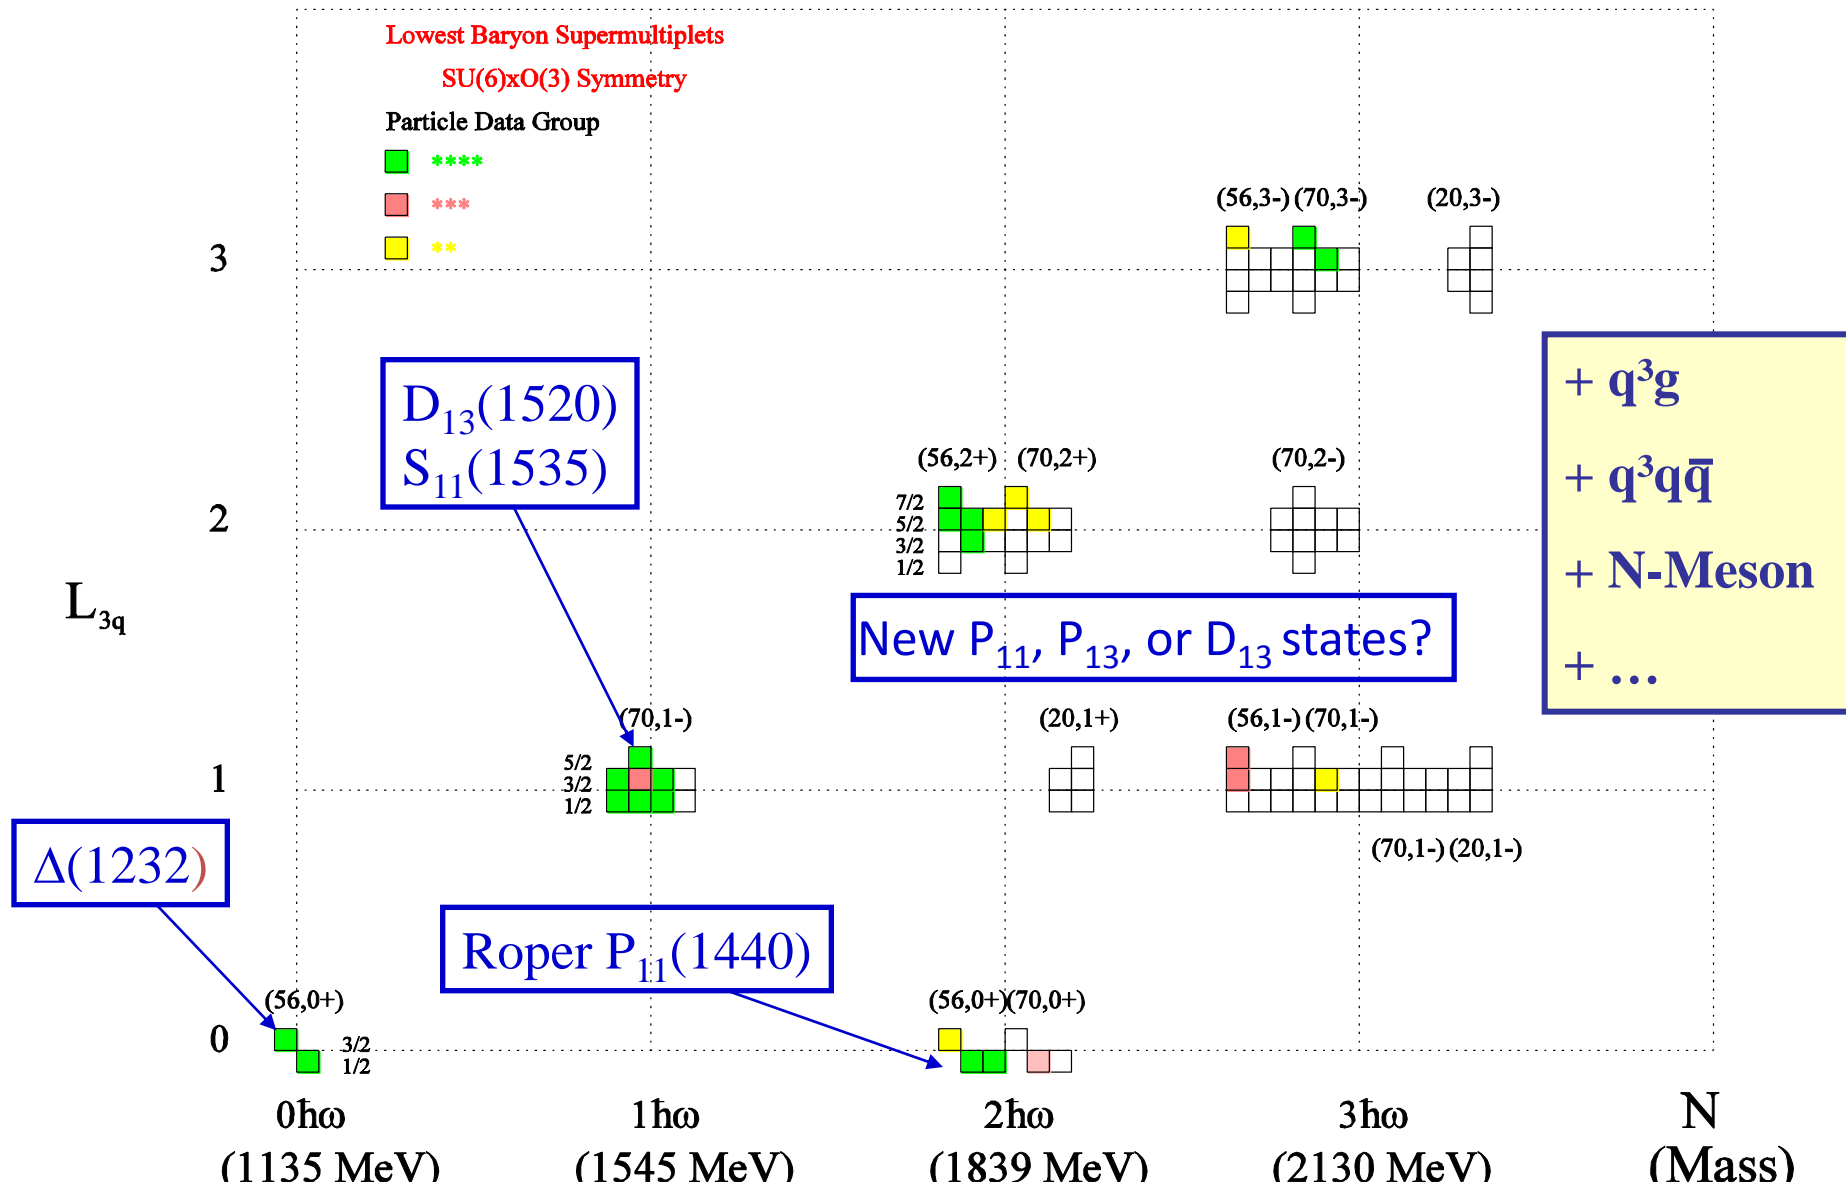 Lowest Baryon Supermultiplets
SU(6)xO(3) Symmetry
Particle Data Group
****
***
**
(56,3-) (70,3-) (20,3-)
3
D₁₃(1520)
S₁₁(1535)
+ q³g
+ q³qq̅
+ N-Meson
+ …
(56,2+) (70,2+) (70,2-)
7/2
5/2
3/2
1/2
2
L₃q
New P₁₁, P₁₃, or D₁₃ states?
(70,1-) (20,1+) (56,1-) (70,1-)
5/2
3/2
1/2
1
(70,1-) (20,1-)
Δ(1232)
Roper P₁₁(1440)
(56,0+) (56,0+) (70,0+)
0
3/2
1/2
0ħω 1ħω 2ħω 3ħω N
(1135 MeV) (1545 MeV) (1839 MeV) (2130 MeV) (Mass)